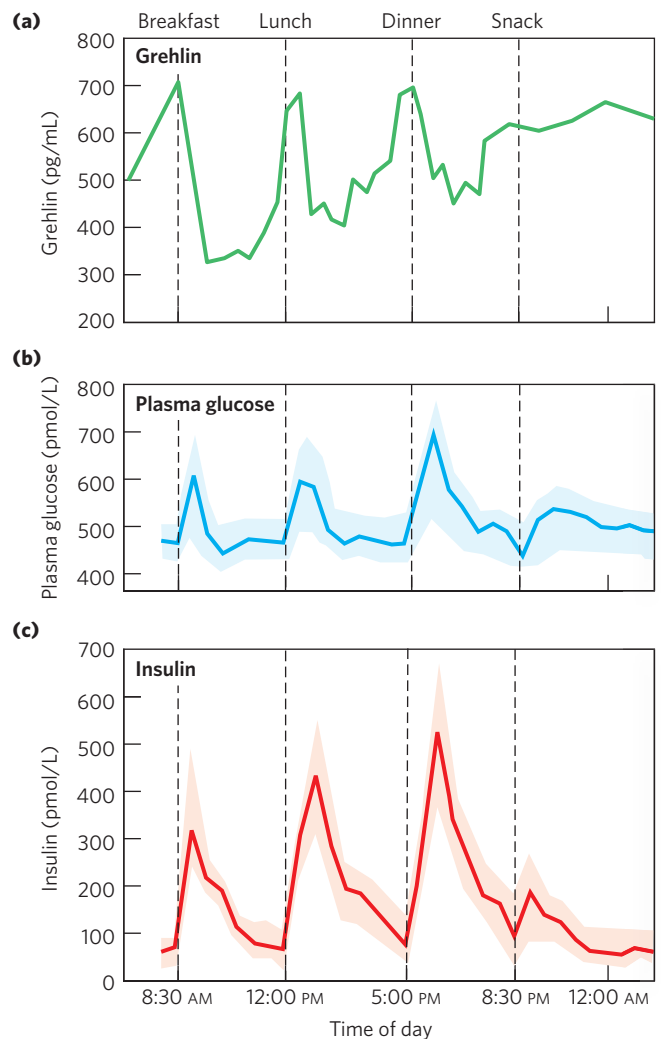 Breakfast Lunch Dinner Snack
(a)
Grehlin
Grehlin (pg/mL)
800
700
600
500
400
300
200
(b)
Plasma glucose
Plasma glucose (pmol/L)
800
700
600
500
400
(c)
Insulin
Insulin (pmol/L)
700
600
500
400
300
200
100
0
8:30 AM 12:00 PM 5:00 PM 8:30 PM 12:00 AM
Time of day